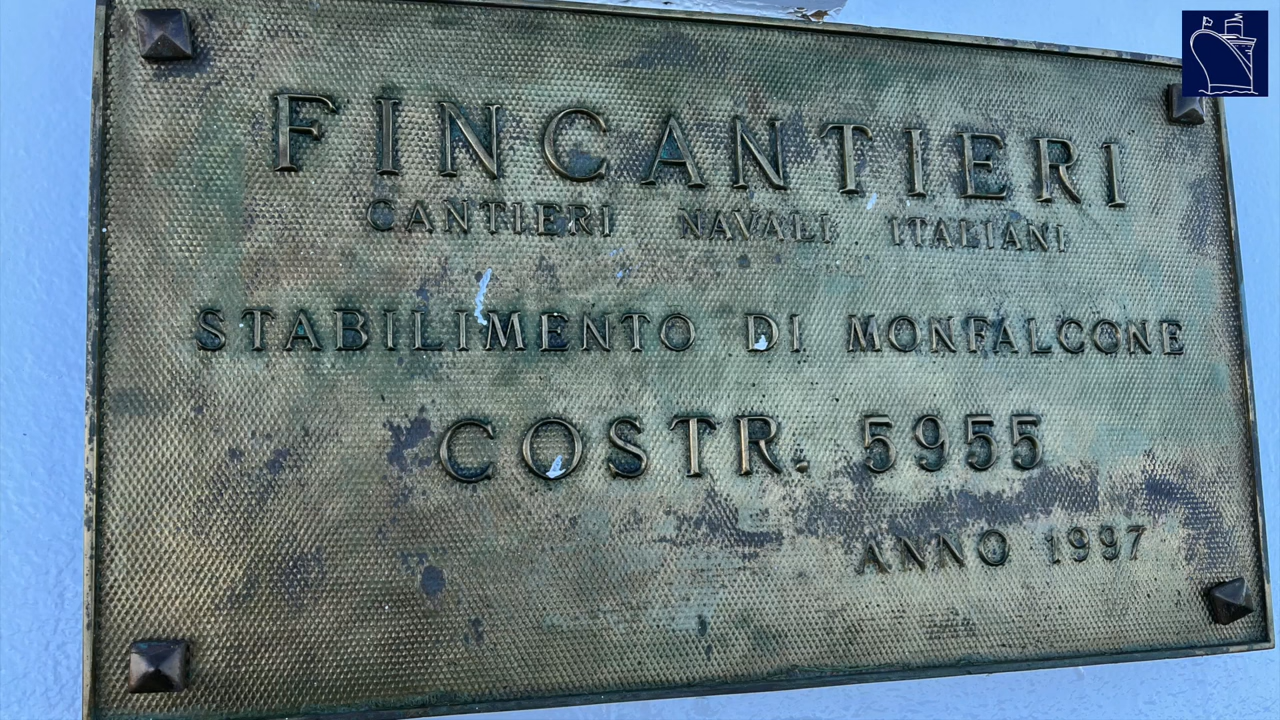 FINCANTIERI
CANTIERI NAVALI ITALIANI
STABILIMENTO DI MONFALCONE
COSTR. 5955
ANNO 1997